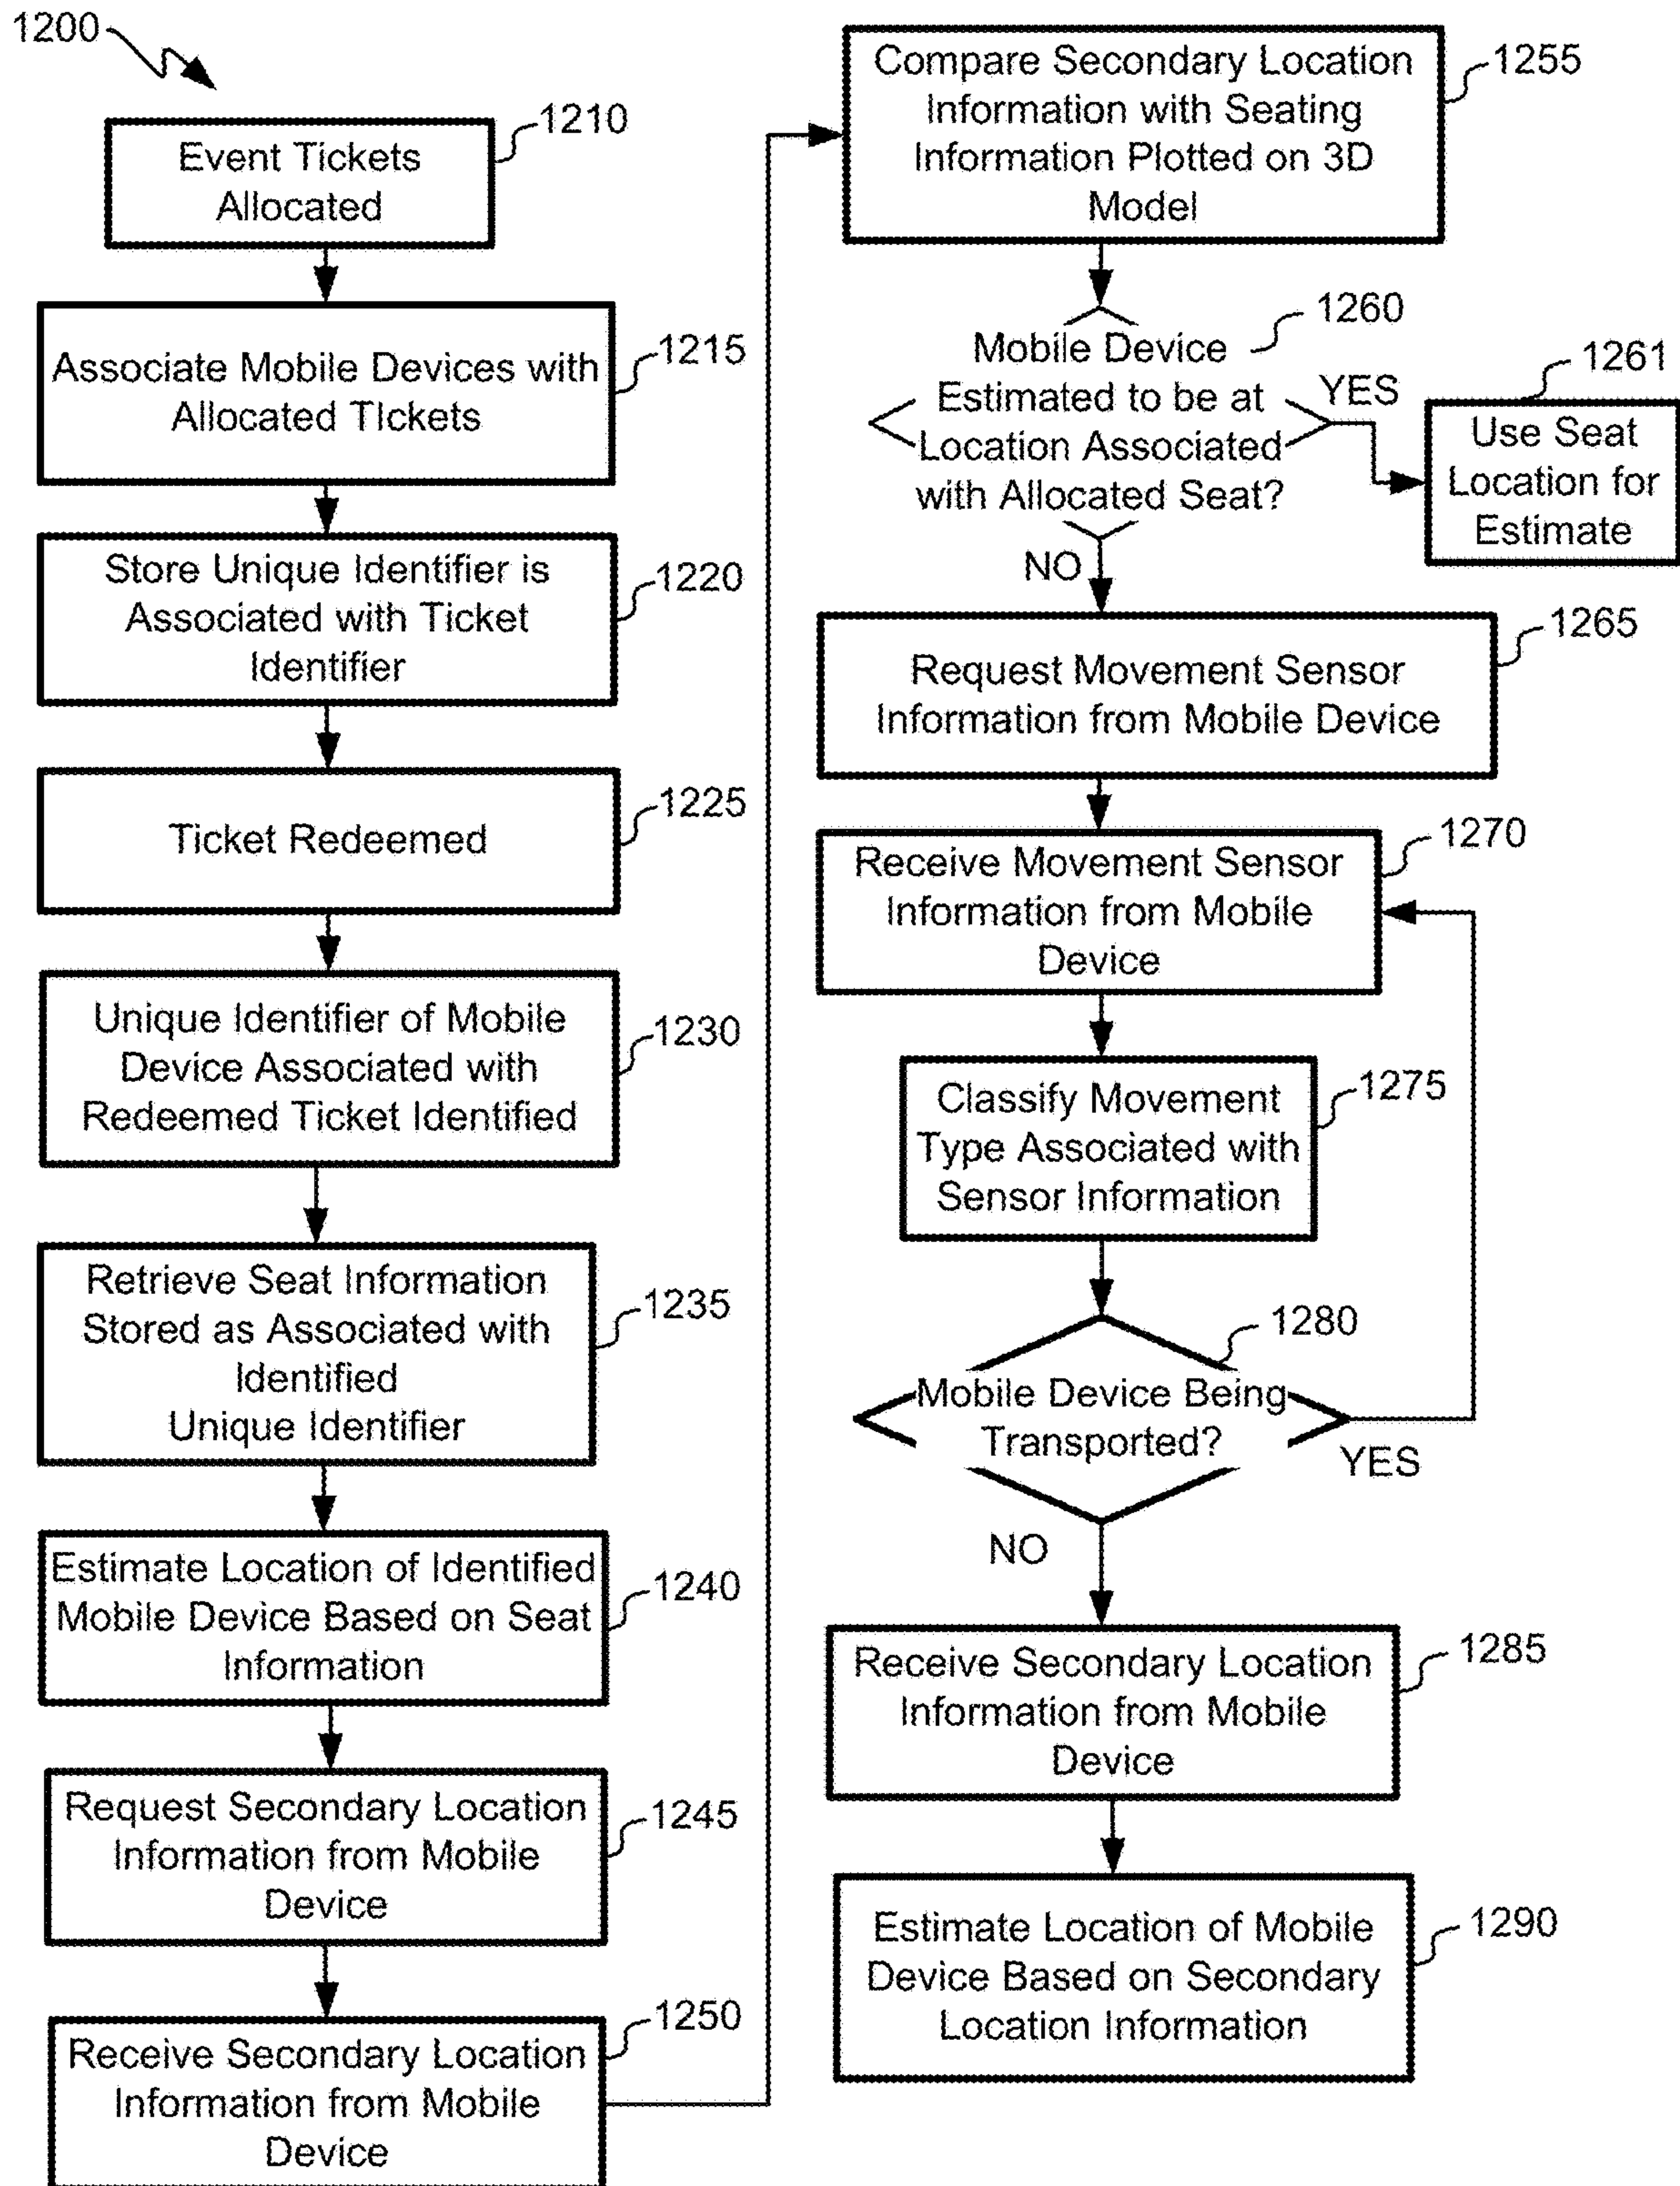 1200
Event Tickets
Allocated
1210
Associate Mobile Devices with
Allocated TIckets
1215
Store Unique Identifier is
Associated with Ticket
Identifier
1220
Ticket Redeemed
1225
Unique Identifier of Mobile
Device Associated with
Redeemed Ticket Identified
1230
Retrieve Seat Information
Stored as Associated with
Identified
Unique Identifier
1235
Estimate Location of Identified
Mobile Device Based on Seat
Information
1240
Request Secondary Location
Information from Mobile
Device
1245
Receive Secondary Location
Information from Mobile
Device
1250
Compare Secondary Location
Information with Seating
Information Plotted on 3D
Model
1255
Mobile Device
Estimated to be at
Location Associated
with Allocated Seat?
1260
YES
1261
Use Seat
Location for
Estimate
NO
Request Movement Sensor
Information from Mobile Device
1265
Receive Movement Sensor
Information from Mobile
Device
1270
Classify Movement
Type Associated with
Sensor Information
1275
Mobile Device Being
Transported?
1280
YES
NO
Receive Secondary Location
Information from Mobile
Device
1285
Estimate Location of Mobile
Device Based on Secondary
Location Information
1290